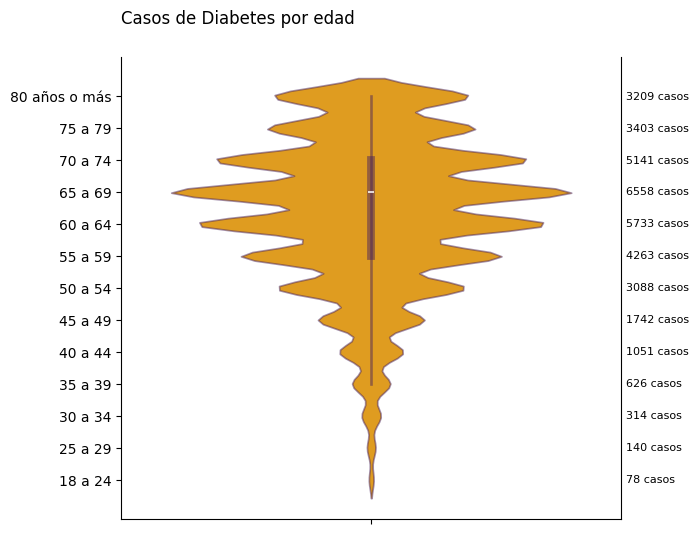 Casos de Diabetes por edad
80 años o más 3209 casos
75 a 79 3403 casos
70 a 74 5141 casos
65 a 69 6558 casos
60 a 64 5733 casos
55 a 59 4263 casos
50 a 54 3088 casos
45 a 49 1742 casos
40 a 44 1051 casos
35 a 39 626 casos
30 a 34 314 casos
25 a 29 140 casos
18 a 24 78 casos